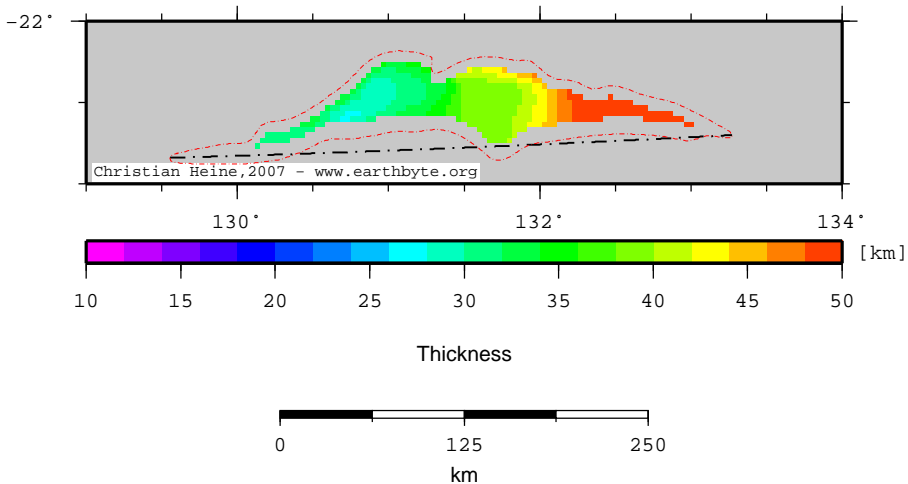 −22°
Christian Heine,2007 − www.earthbyte.org
130° 132° 134°
[km]
10 15 20 25 30 35 40 45 50
Thickness
0 125 250
km